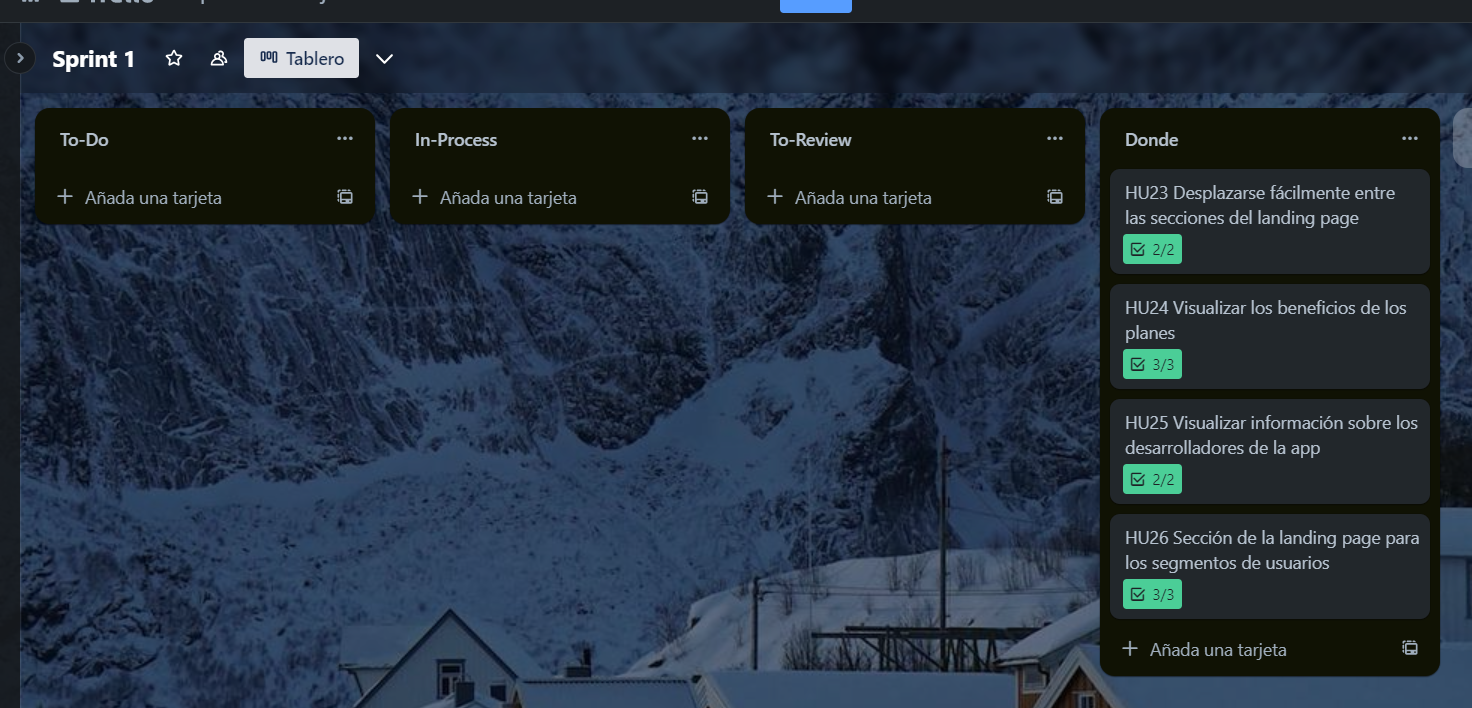 Sprint 1
Tablero
To-Do
Añada una tarjeta
In-Process
Añada una tarjeta
To-Review
Añada una tarjeta
Donde
HU23 Desplazarse fácilmente entre
las secciones del landing page
2/2
HU24 Visualizar los beneficios de los
planes
3/3
HU25 Visualizar información sobre los
desarrolladores de la app
2/2
HU26 Sección de la landing page para
los segmentos de usuarios
3/3
Añada una tarjeta